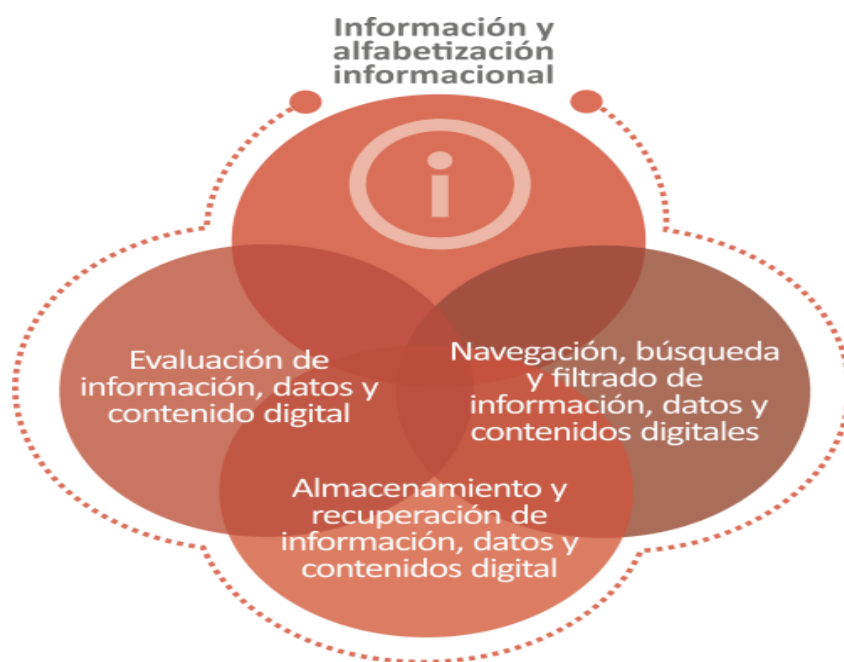 Información y
alfabetización
informacional
i
Evaluación de
información, datos y
contenido digital
Navegación, búsqueda
y filtrado de
información, datos y
contenidos digitales
Almacenamiento y
recuperación de
información, datos y
contenidos digital